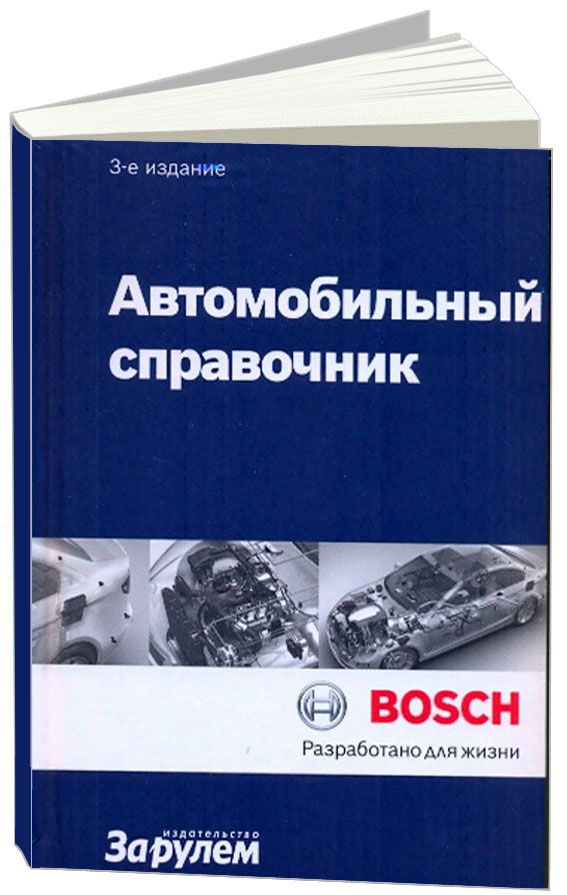 3-е издание
Автомобильный
справочник
BOSCH
Разработано для жизни
издательство
За рулем